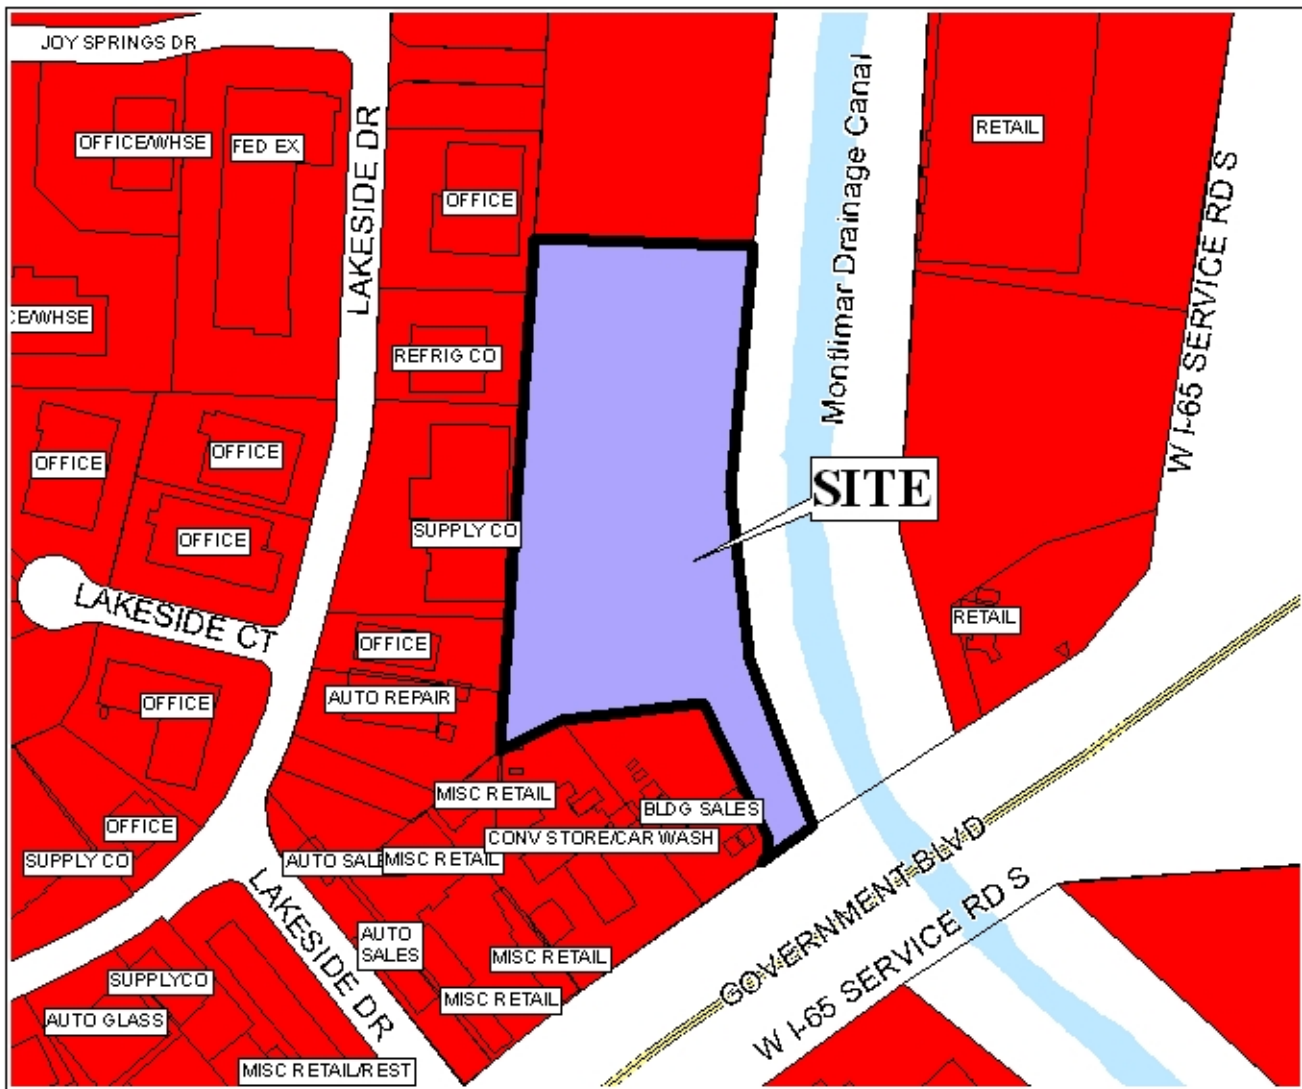 JOY SPRINGS DR
OFFICE/WHSE
FED EX
LAKESIDE DR
OFFICE
Montlimar Drainage Canal
RETAIL
W I-65 SERVICE RD S
CE/WHSE
REFRIG CO
OFFICE
OFFICE
OFFICE
SUPPLY CO
SITE
LAKESIDE CT
OFFICE
AUTO REPAIR
RETAIL
OFFICE
MISC RETAIL
BLDG SALES
CONV STORE/CAR WASH
OFFICE
SUPPLY CO
AUTO SALE
MISC RETAIL
LAKESIDE DR
GOVERNMENT BLVD
W I-65 SERVICE RD S
AUTO
SALES
MISC RETAIL
MISC RETAIL
SUPPLYCO
AUTO GLASS
MISC RETAIL/REST